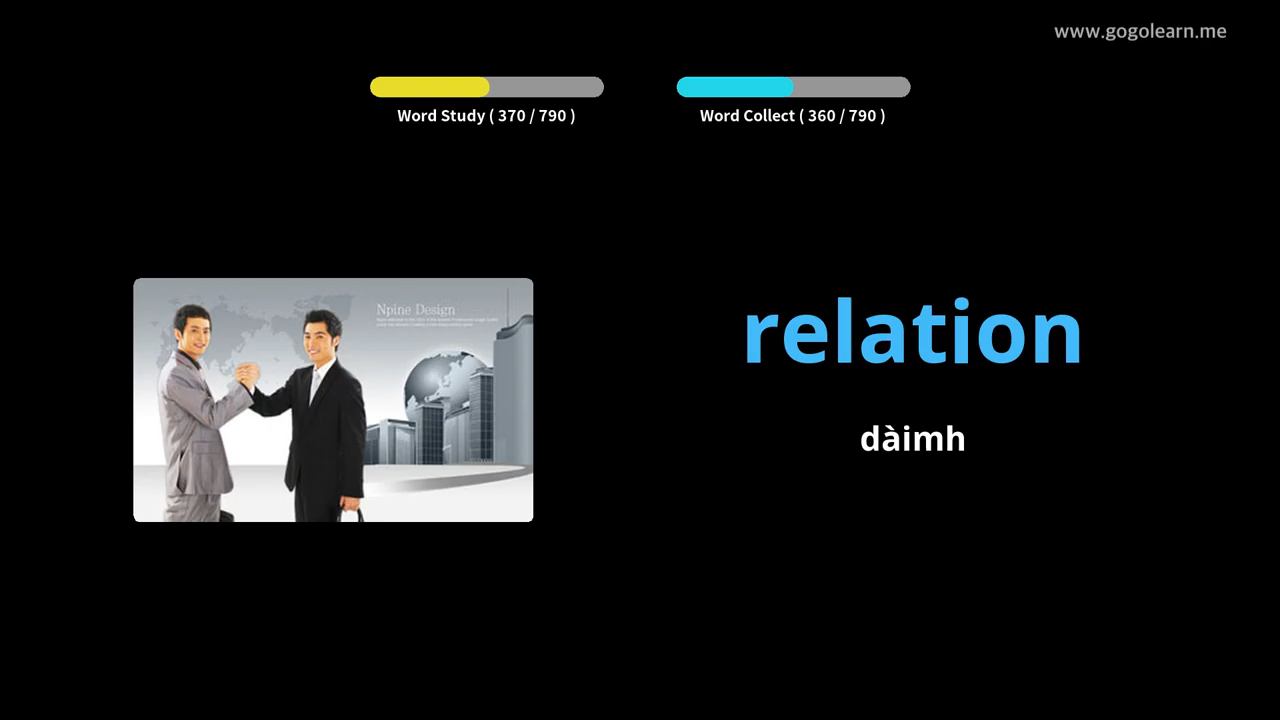 www.gogolearn.me
Word Study ( 370 / 790 )
Word Collect ( 360 / 790 )
Npine Design
relation
dàimh